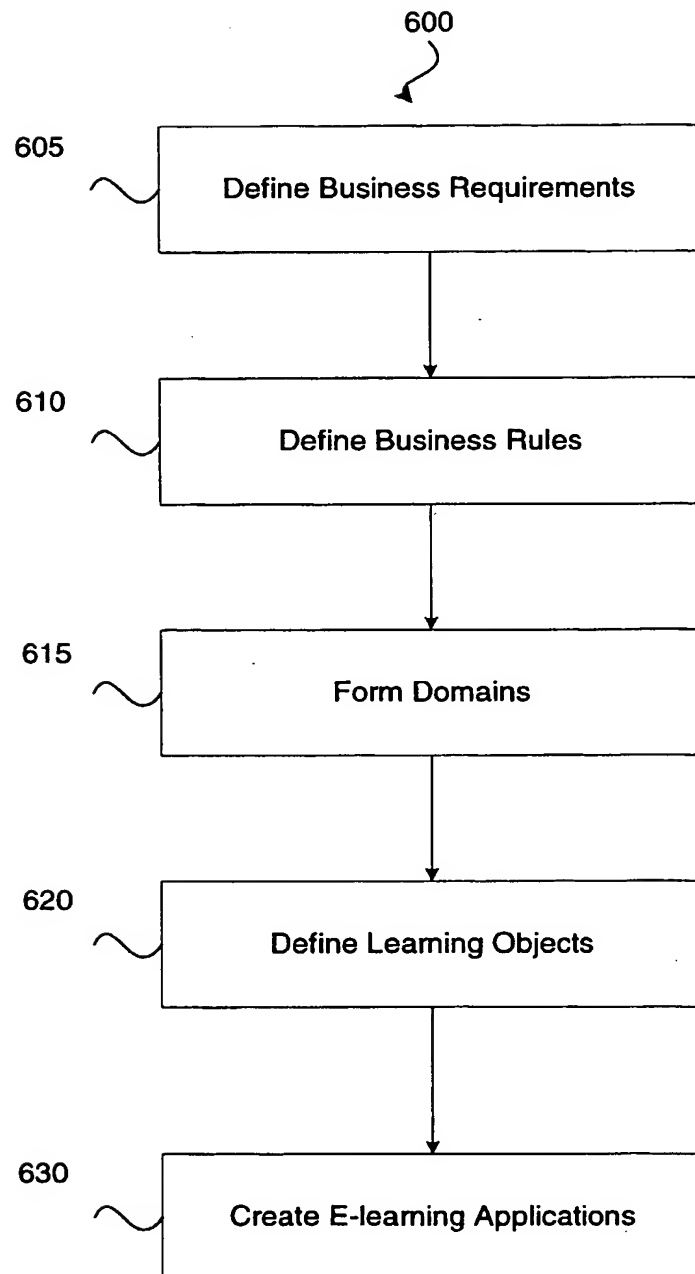 600
605
Define Business Requirements
610
Define Business Rules
615
Form Domains
620
Define Learning Objects
630
Create E-learning Applications